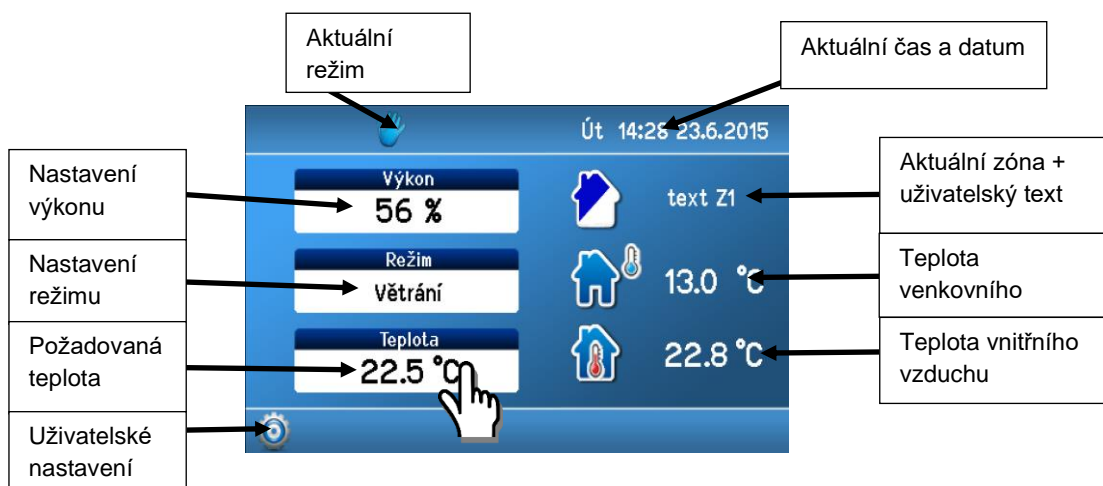 Aktuální
režim
Aktuální čas a datum
Út 14:28 23.6.2015
Nastavení
výkonu
Výkon
56 %
text Z1
Aktuální zóna +
uživatelský text
Nastavení
režimu
Režim
Větrání
13.0 °C
Teplota
venkovního
Požadovaná
teplota
Teplota
22.5 °C
22.8 °C
Teplota vnitřního
vzduchu
Uživatelské
nastavení